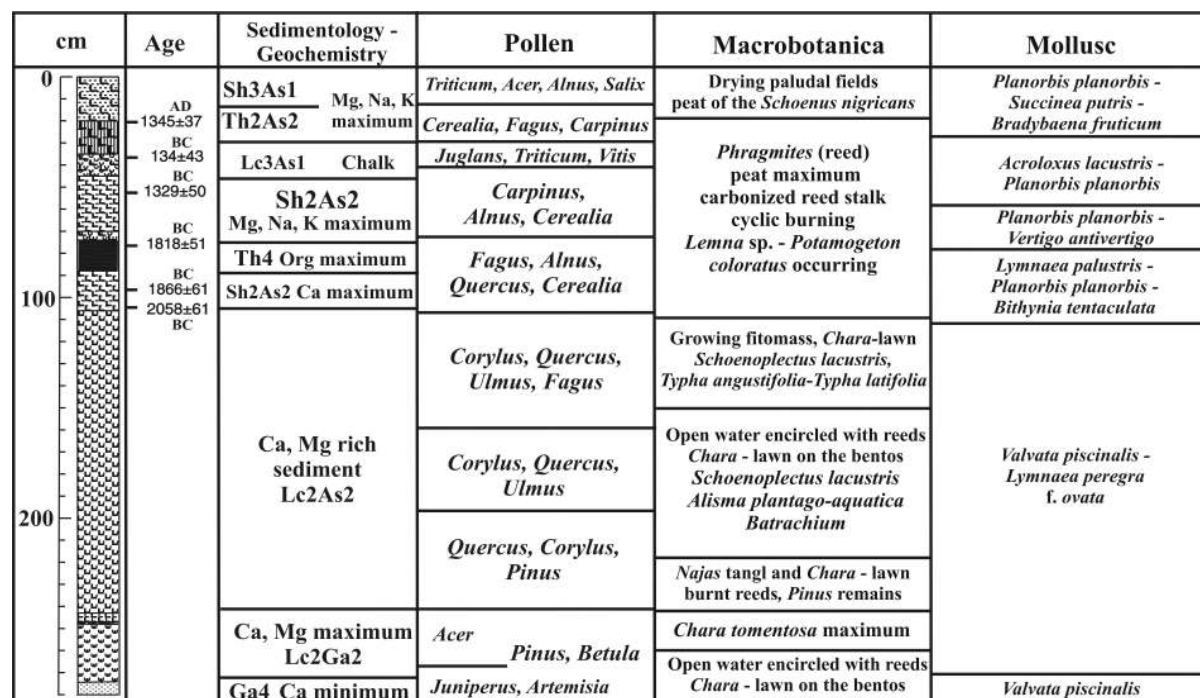 cm
Age
Sedimentology -
Geochemistry
Pollen
Macrobotanica
Mollusc
0
100
200
AD
1345±37
BC
134±43
BC
1329±50
BC
1818±51
BC
1866±61
2058±61
BC
Sh3As1
Th2As2
Mg, Na, K
maximum
Lc3As1 Chalk
Sh2As2
Mg, Na, K maximum
Th4 Org maximum
Sh2As2 Ca maximum
Ca, Mg rich
sediment
Lc2As2
Ca, Mg maximum
Lc2Ga2
Ga4 Ca minimum
Triticum, Acer, Alnus, Salix
Cerealia, Fagus, Carpinus
Juglans, Triticum, Vitis
Carpinus,
Alnus, Cerealia
Fagus, Alnus,
Quercus, Cerealia
Corylus, Quercus,
Ulmus, Fagus
Corylus, Quercus,
Ulmus
Quercus, Corylus,
Pinus
Acer
Pinus, Betula
Juniperus, Artemisia
Drying paludal fields
peat of the Schoenus nigricans
Phragmites (reed)
peat maximum
carbonized reed stalk
cyclic burning
Lemna sp. - Potamogeton
coloratus occurring
Growing fitomass, Chara-lawn
Schoenoplectus lacustris,
Typha angustifolia-Typha latifolia
Open water encircled with reeds
Chara - lawn on the bentos
Schoenoplectus lacustris
Alisma plantago-aquatica
Batrachium
Najas tangl and Chara - lawn
burnt reeds, Pinus remains
Chara tomentosa maximum
Open water encircled with reeds
Chara - lawn on the bentos
Planorbis planorbis -
Succinea putris -
Bradybaena fruticum
Acroloxus lacustris -
Planorbis planorbis
Planorbis planorbis -
Vertigo antivertigo
Lymnaea palustris -
Planorbis planorbis -
Bithynia tentaculata
Valvata piscinalis -
Lymnaea peregra
f. ovata
Valvata piscinalis